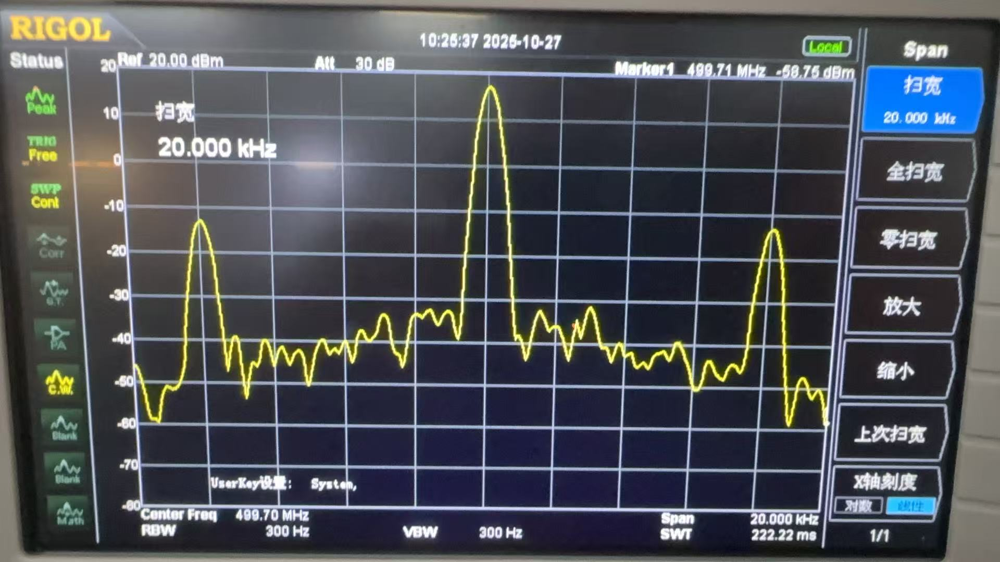 RIGOL
10:25:37 2025-10-27
Local
Status
Ref 20.00 dBm Att 30 dB
Marker1 499.71 MHz -58.75 dBm
Span
扫宽
20.000 kHz
20
10
0
-10
-20
-30
-40
-50
-60
-70
-80
Peak
TRIG
Free
SWP
Cont
Corr
S.T.
PA
C.W.
Blank
Blank
Math
扫宽
20.000 kHz
全扫宽
零扫宽
放大
缩小
上次扫宽
X轴刻度
对数 线性
1/1
UserKey设置: System,
Center Freq 499.70 MHz
Span 20.000 kHz
RBW 300 Hz
VBW 300 Hz
SWT 222.22 ms